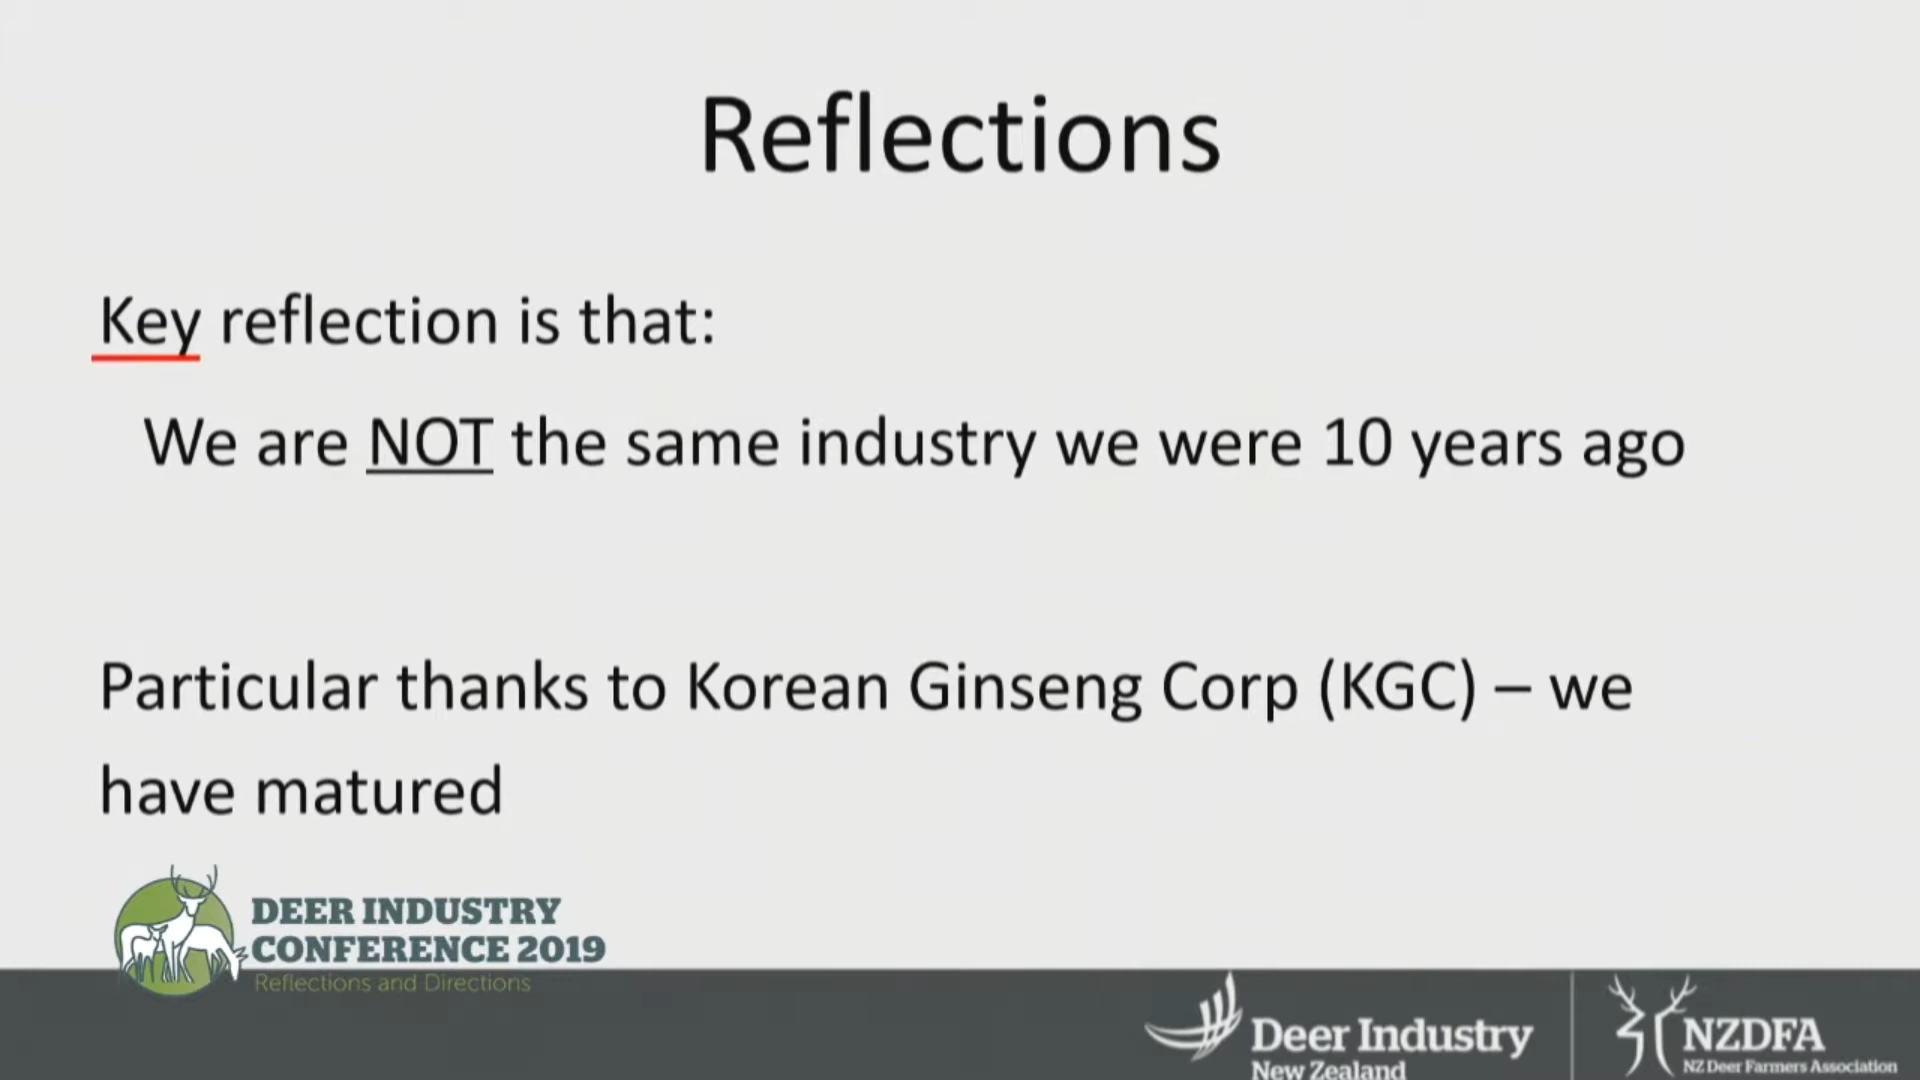 Reflections
Key reflection is that:
We are NOT the same industry we were 10 years ago
Particular thanks to Korean Ginseng Corp (KGC) – we
have matured
DEER INDUSTRY
CONFERENCE 2019
Reflections and Directions
Deer Industry
New Zealand
NZDFA
NZ Deer Farmers Association